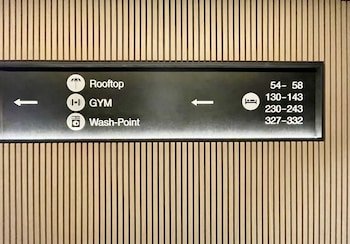 Rooftop
GYM
Wash-Point
54- 58
130-143
230-243
327-332